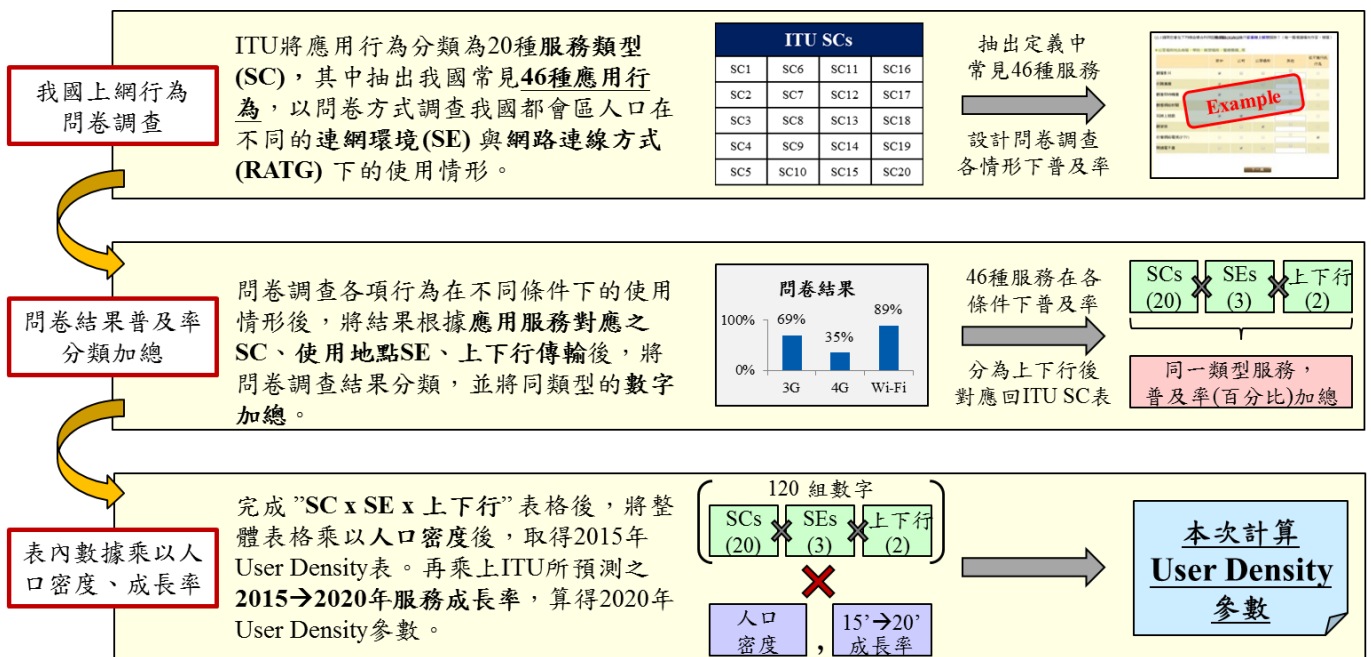 我國上網行為
問卷調查
ITU將應用行為分類為20種服務類型
(SC)，其中抽出我國常見46種應用行
為，以問卷方式調查我國都會區人口在
不同的連網環境(SE) 與網路連線方式
(RATG) 下的使用情形。
ITU SCs
SC1 SC6 SC11 SC16
SC2 SC7 SC12 SC17
SC3 SC8 SC13 SC18
SC4 SC9 SC14 SC19
SC5 SC10 SC15 SC20
抽出定義中
常見46種服務
設計問卷調查
各情形下普及率
Example
問卷結果普及率
分類加總
問卷調查各項行為在不同條件下的使用
情形後，將結果根據應用服務對應之
SC、使用地點SE、上下行傳輸後，將
問卷調查結果分類，並將同類型的數字
加總。
問卷結果
100%
0%
69%
35%
89%
3G 4G Wi-Fi
46種服務在各
條件下普及率
分為上下行後
對應回ITU SC表
SCs SEs 上下行
(20) (3) (2)
同一類型服務，
普及率(百分比)加總
表內數據乘以人
口密度、成長率
完成 ”SC x SE x 上下行” 表格後，將整
體表格乘以人口密度後，取得2015年
User Density表。再乘上ITU所預測之
2015→2020年服務成長率，算得2020年
User Density參數。
120 組數字
SCs SEs 上下行
(20) (3) (2)
人口
密度
，
15’→20’
成長率
本次計算
User Density
參數